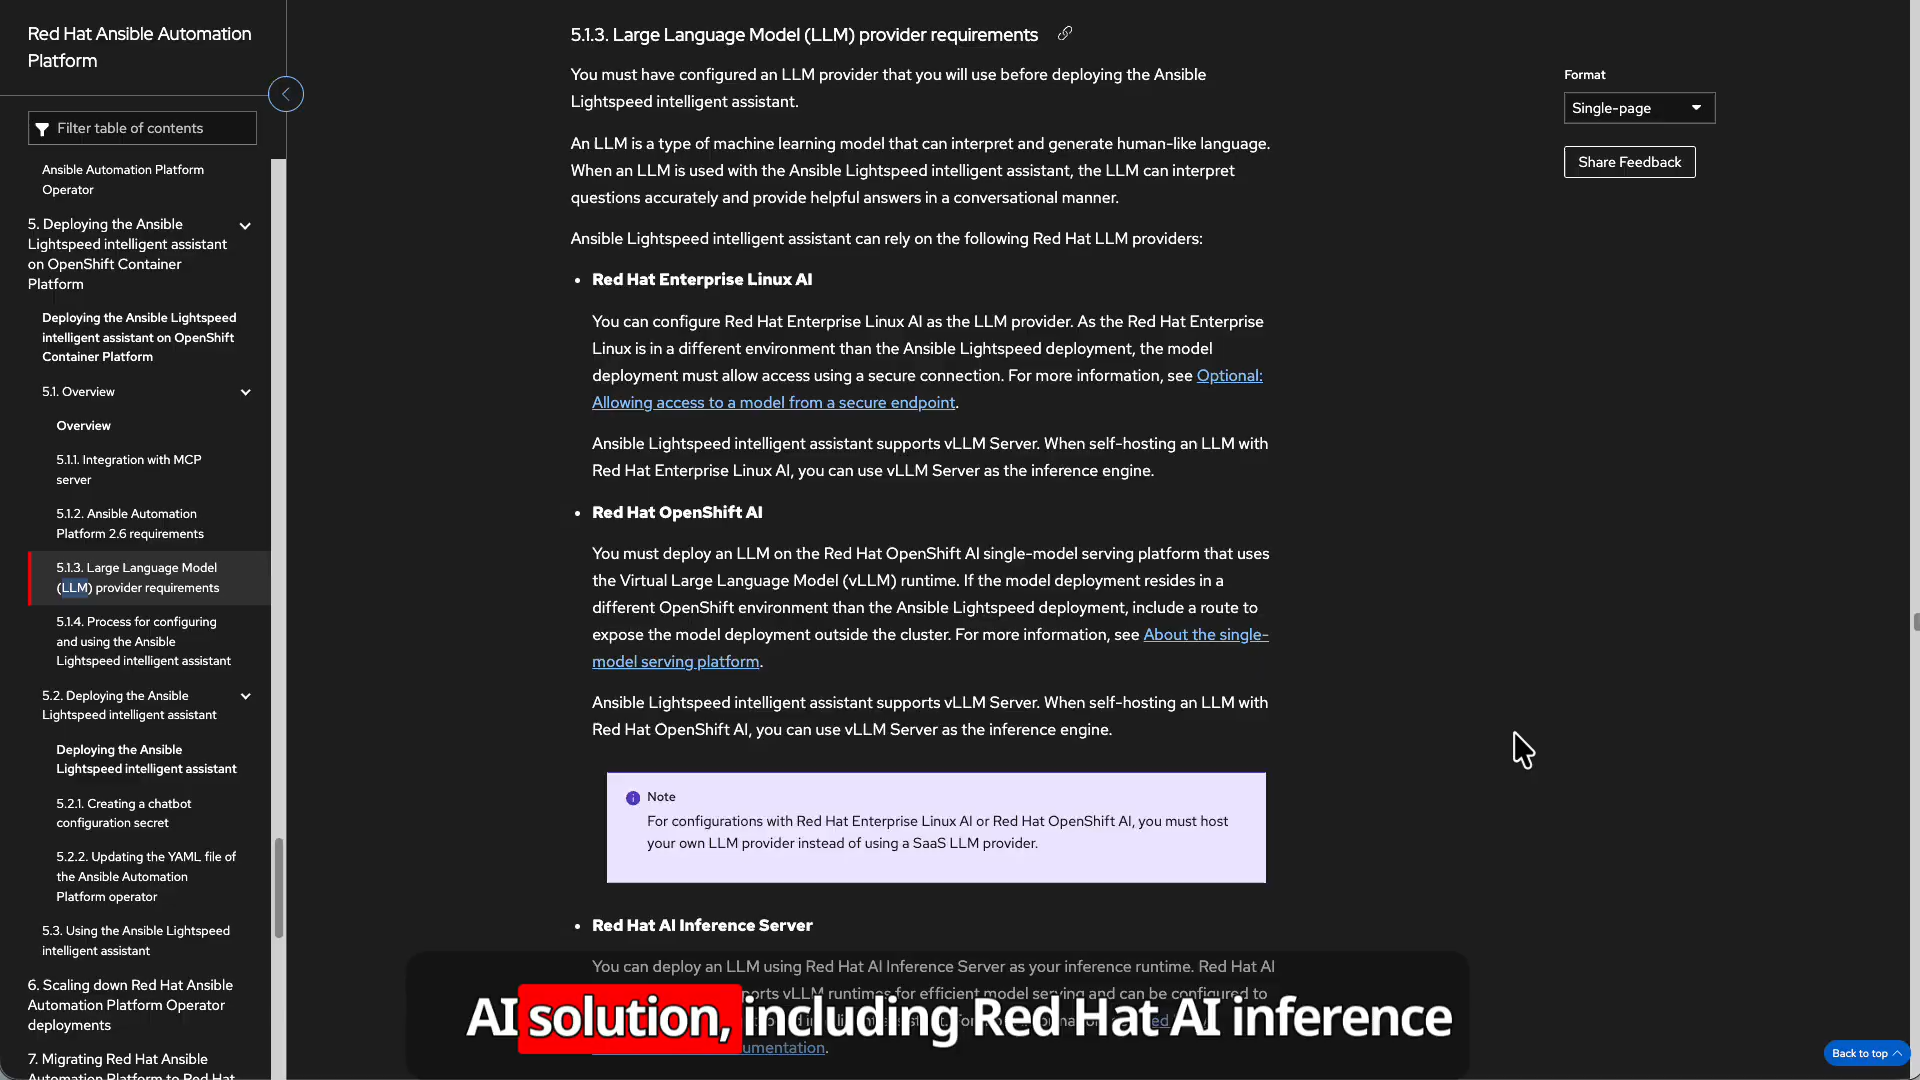 Red Hat Ansible Automation
Platform
Filter table of contents
Ansible Automation Platform
Operator
5. Deploying the Ansible
Lightspeed intelligent assistant
on OpenShift Container
Platform
Deploying the Ansible Lightspeed
intelligent assistant on OpenShift
Container Platform
5.1. Overview
Overview
5.1.1. Integration with MCP
server
5.1.2. Ansible Automation
Platform 2.6 requirements
5.1.3. Large Language Model
(LLM) provider requirements
5.1.4. Process for configuring
and using the Ansible
Lightspeed intelligent assistant
5.2. Deploying the Ansible
Lightspeed intelligent assistant
Deploying the Ansible
Lightspeed intelligent assistant
5.2.1. Creating a chatbot
configuration secret
5.2.2. Updating the YAML file of
the Ansible Automation
Platform operator
5.3. Using the Ansible Lightspeed
intelligent assistant
6. Scaling down Red Hat Ansible
Automation Platform Operator
deployments
7. Migrating Red Hat Ansible
Automation Platform to Red Hat
5.1.3. Large Language Model (LLM) provider requirements
You must have configured an LLM provider that you will use before deploying the Ansible
Lightspeed intelligent assistant.
An LLM is a type of machine learning model that can interpret and generate human-like language.
When an LLM is used with the Ansible Lightspeed intelligent assistant, the LLM can interpret
questions accurately and provide helpful answers in a conversational manner.
Ansible Lightspeed intelligent assistant can rely on the following Red Hat LLM providers:
• Red Hat Enterprise Linux AI
You can configure Red Hat Enterprise Linux AI as the LLM provider. As the Red Hat Enterprise
Linux is in a different environment than the Ansible Lightspeed deployment, the model
deployment must allow access using a secure connection. For more information, see Optional:
Allowing access to a model from a secure endpoint.
Ansible Lightspeed intelligent assistant supports vLLM Server. When self-hosting an LLM with
Red Hat Enterprise Linux AI, you can use vLLM Server as the inference engine.
• Red Hat OpenShift AI
You must deploy an LLM on the Red Hat OpenShift AI single-model serving platform that uses
the Virtual Large Language Model (vLLM) runtime. If the model deployment resides in a
different OpenShift environment than the Ansible Lightspeed deployment, include a route to
expose the model deployment outside the cluster. For more information, see About the single-
model serving platform.
Ansible Lightspeed intelligent assistant supports vLLM Server. When self-hosting an LLM with
Red Hat OpenShift AI, you can use vLLM Server as the inference engine.
Note
For configurations with Red Hat Enterprise Linux AI or Red Hat OpenShift AI, you must host
your own LLM provider instead of using a SaaS LLM provider.
• Red Hat AI Inference Server
You can deploy an LLM using Red Hat AI Inference Server as your inference runtime. Red Hat AI
vLLM runtimes for efficient model serving and can be configured to
AI solution, including Red Hat AI inference
Format
Single-page
Share Feedback
Back to top